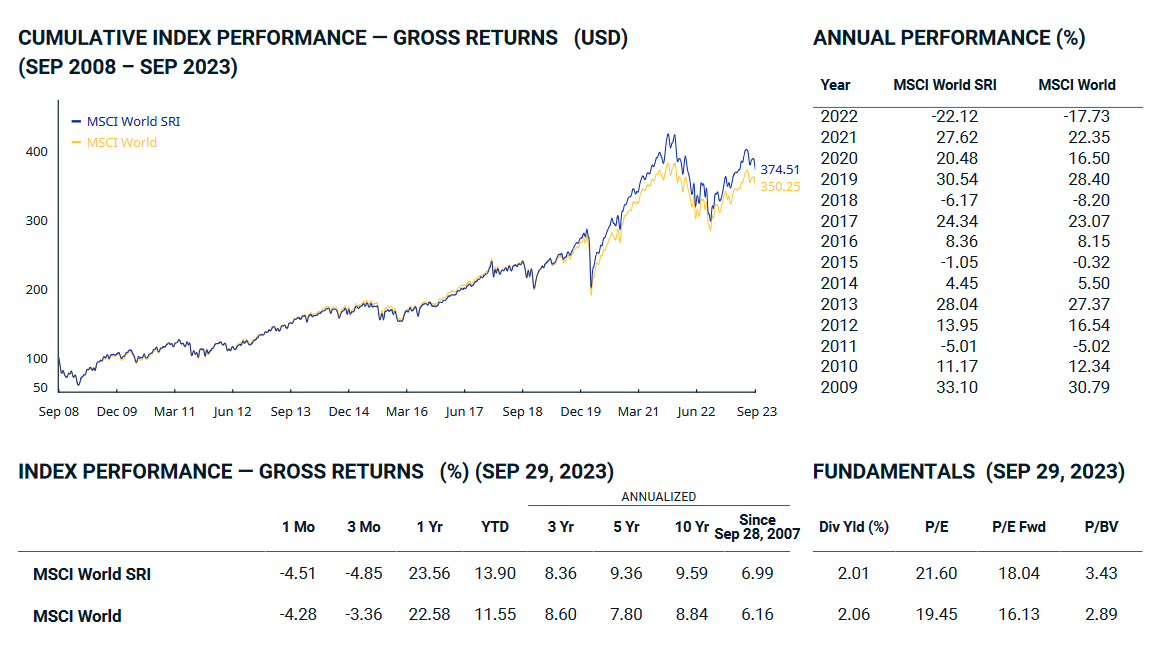 CUMULATIVE INDEX PERFORMANCE — GROSS RETURNS (USD)
(SEP 2008 – SEP 2023)
MSCI World SRI
MSCI World
400
300
200
100
50
374.51
350.25
Sep 08 Dec 09 Mar 11 Jun 12 Sep 13 Dec 14 Mar 16 Jun 17 Sep 18 Dec 19 Mar 21 Jun 22 Sep 23
ANNUAL PERFORMANCE (%)
Year MSCI World SRI MSCI World
2022 -22.12 -17.73
2021 27.62 22.35
2020 20.48 16.50
2019 30.54 28.40
2018 -6.17 -8.20
2017 24.34 23.07
2016 8.36 8.15
2015 -1.05 -0.32
2014 4.45 5.50
2013 28.04 27.37
2012 13.95 16.54
2011 -5.01 -5.02
2010 11.17 12.34
2009 33.10 30.79
INDEX PERFORMANCE — GROSS RETURNS (%) (SEP 29, 2023)
ANNUALIZED
1 Mo 3 Mo 1 Yr YTD 3 Yr 5 Yr 10 Yr Since
Sep 28, 2007
MSCI World SRI -4.51 -4.85 23.56 13.90 8.36 9.36 9.59 6.99
MSCI World -4.28 -3.36 22.58 11.55 8.60 7.80 8.84 6.16
FUNDAMENTALS (SEP 29, 2023)
Div Yld (%) P/E P/E Fwd P/BV
2.01 21.60 18.04 3.43
2.06 19.45 16.13 2.89